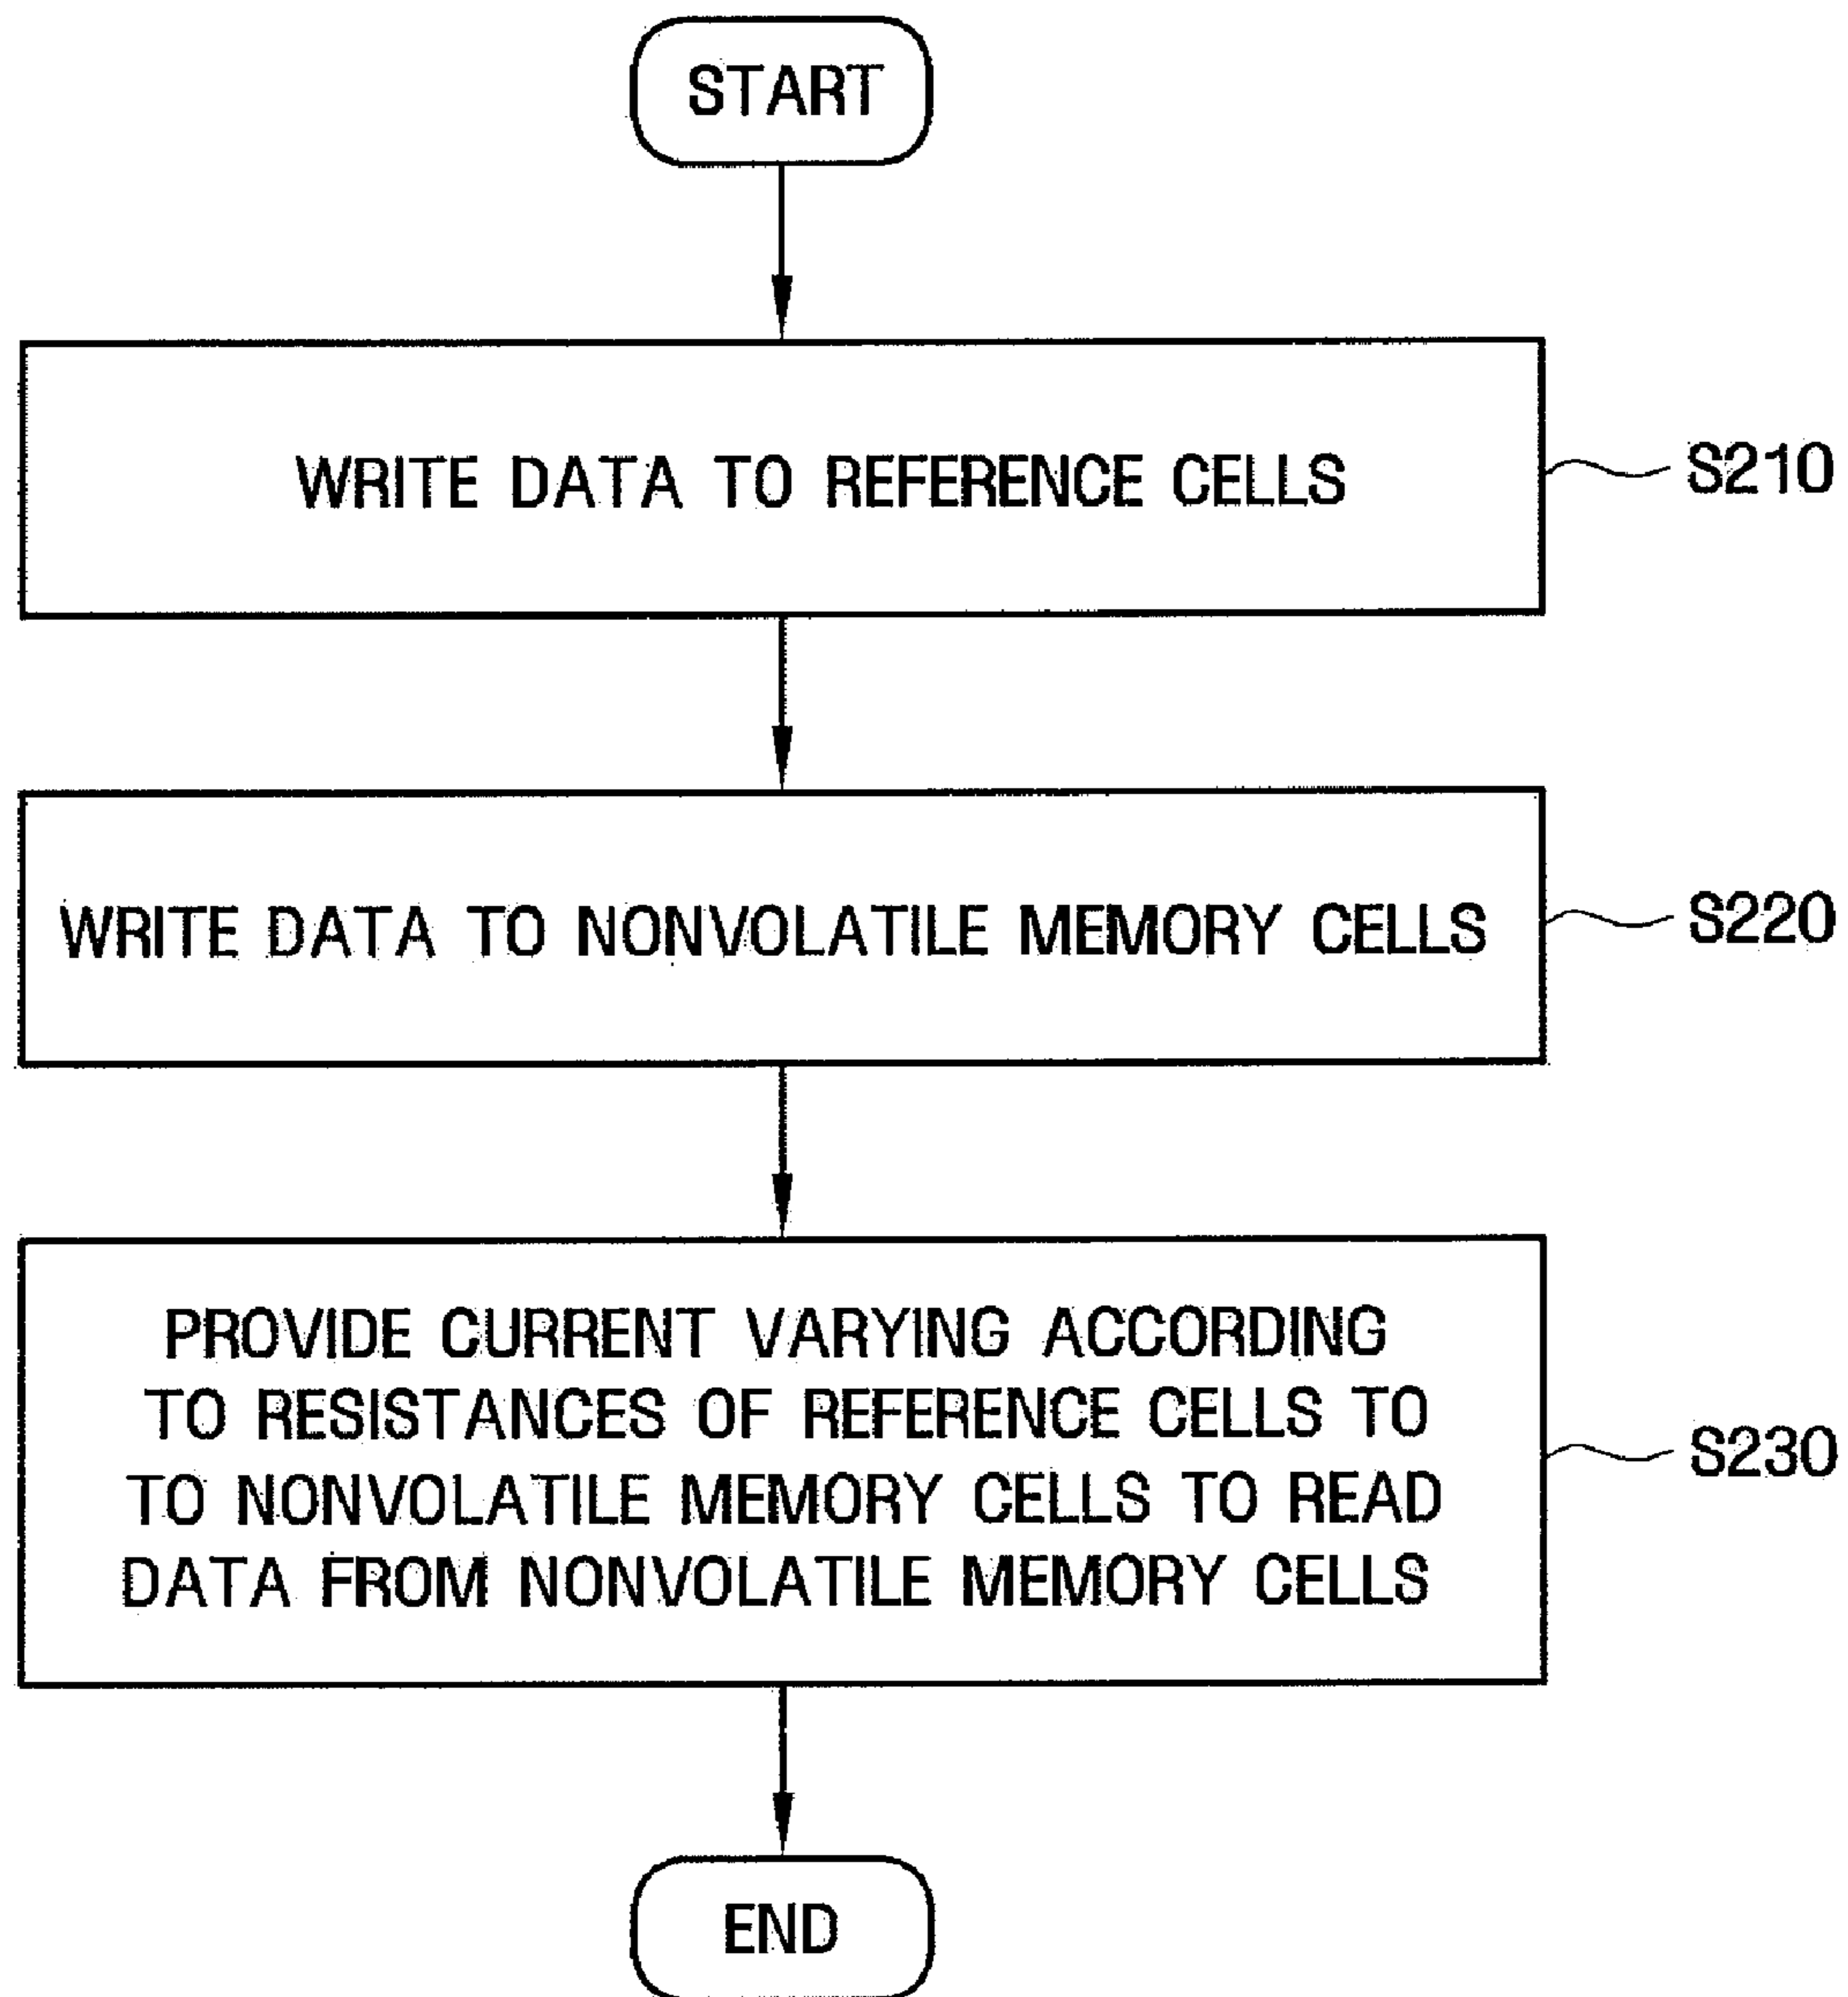 START
WRITE DATA TO REFERENCE CELLS
S210
WRITE DATA TO NONVOLATILE MEMORY CELLS
S220
PROVIDE CURRENT VARYING ACCORDING
TO RESISTANCES OF REFERENCE CELLS TO
TO NONVOLATILE MEMORY CELLS TO READ
DATA FROM NONVOLATILE MEMORY CELLS
S230
END